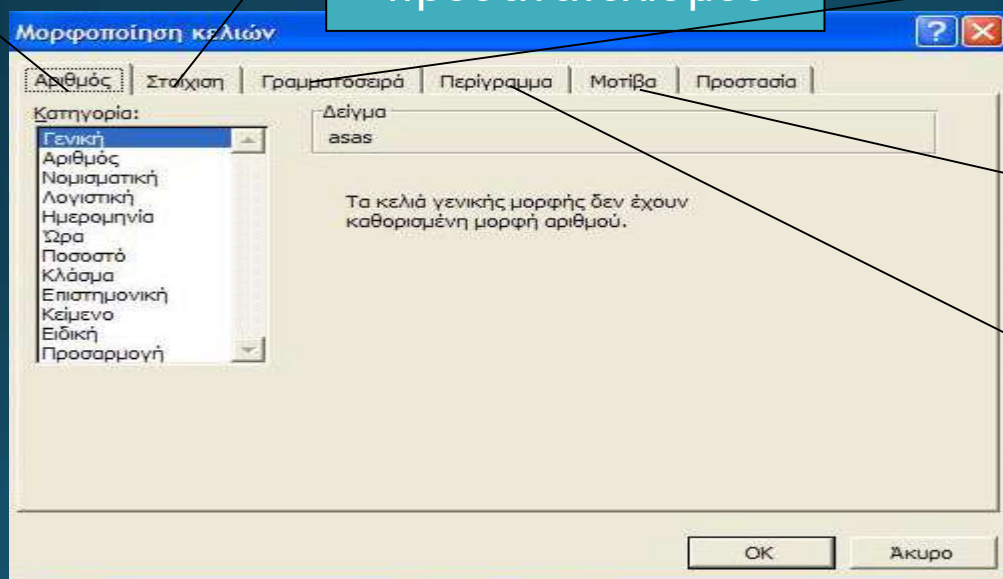 προσανατολισμός
Μορφοποίηση κελιών
Αριθμός Στοίχιση Γραμματοσειρά Περίγραμμα Μοτίβα Προστασία
Κατηγορία:
Γενική
Αριθμός
Νομισματική
Λογιστική
Ημερομηνία
Ώρα
Ποσοστό
Κλάσμα
Επιστημονική
Κείμενο
Ειδική
Προσαρμογή
Δείγμα
asas
Τα κελιά γενικής μορφής δεν έχουν
καθορισμένη μορφή αριθμού.
OK Άκυρο